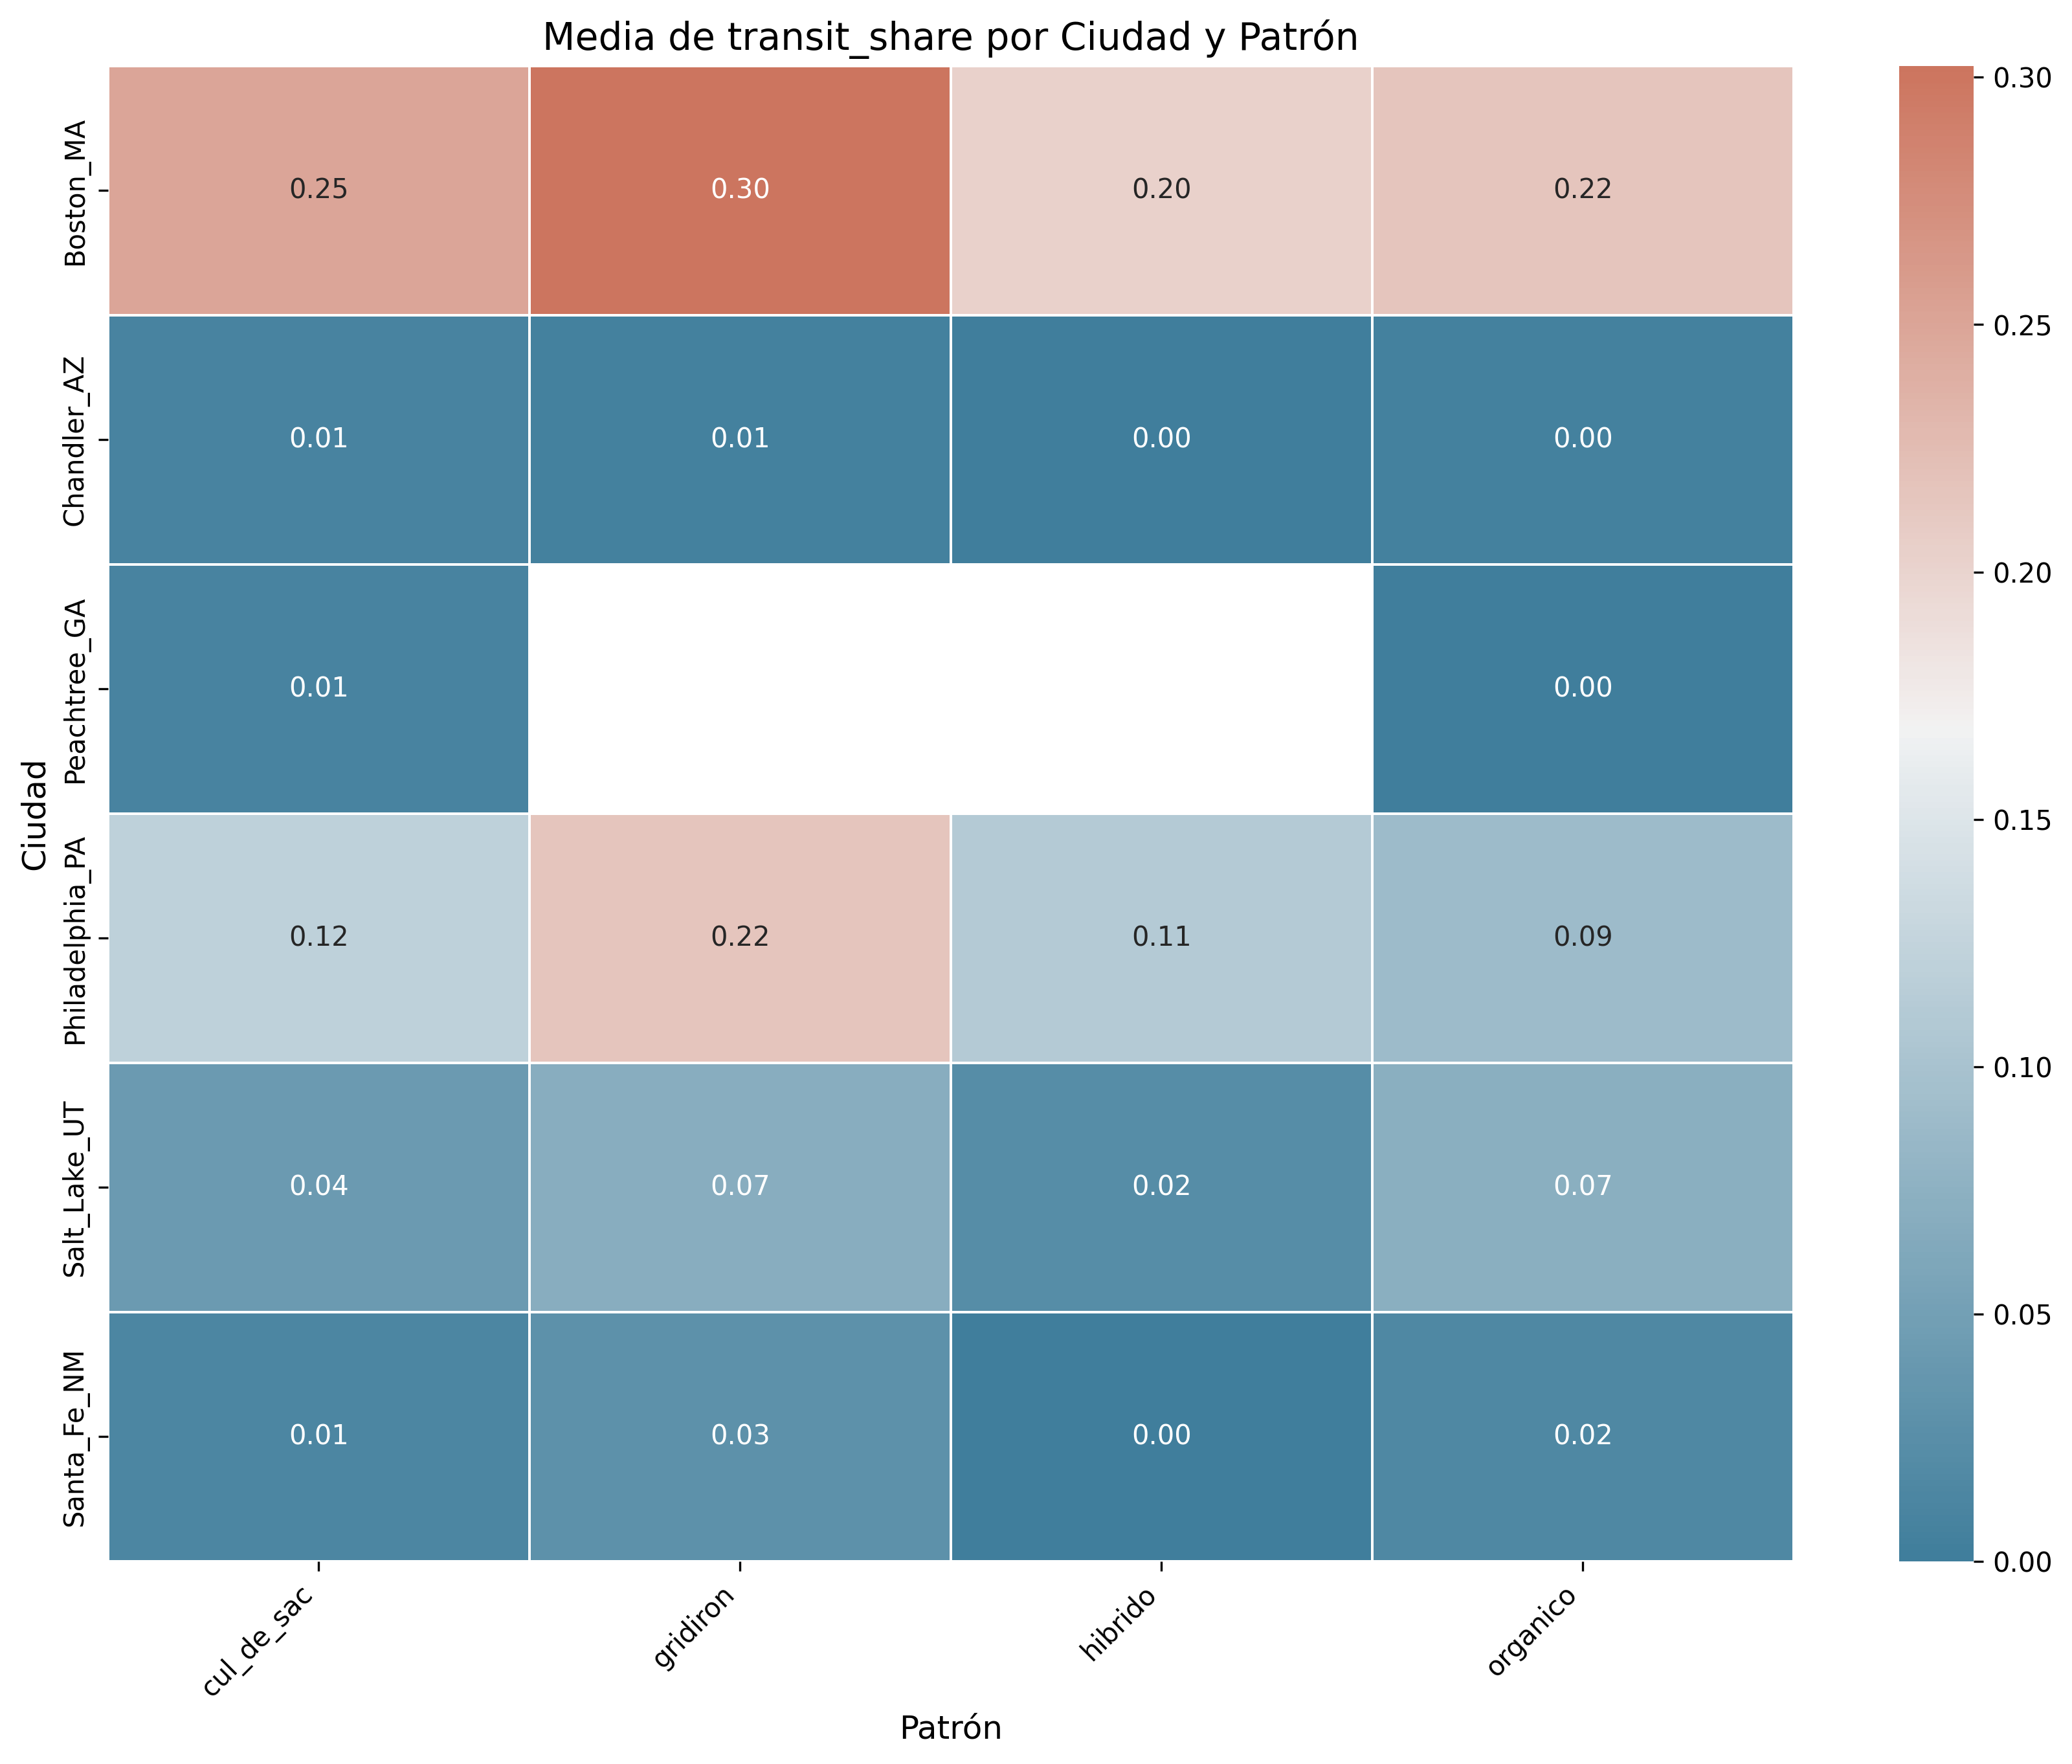 Media de transit_share por Ciudad y Patrón
Ciudad
Boston_MA
0.25 0.30 0.20 0.22
Chandler_AZ
0.01 0.01 0.00 0.00
Peachtree_GA
0.01 0.00
Philadelphia_PA
0.12 0.22 0.11 0.09
Salt_Lake_UT
0.04 0.07 0.02 0.07
Santa_Fe_NM
0.01 0.03 0.00 0.02
cul_de_sac gridiron hibrido organico
Patrón
0.30
0.25
0.20
0.15
0.10
0.05
0.00